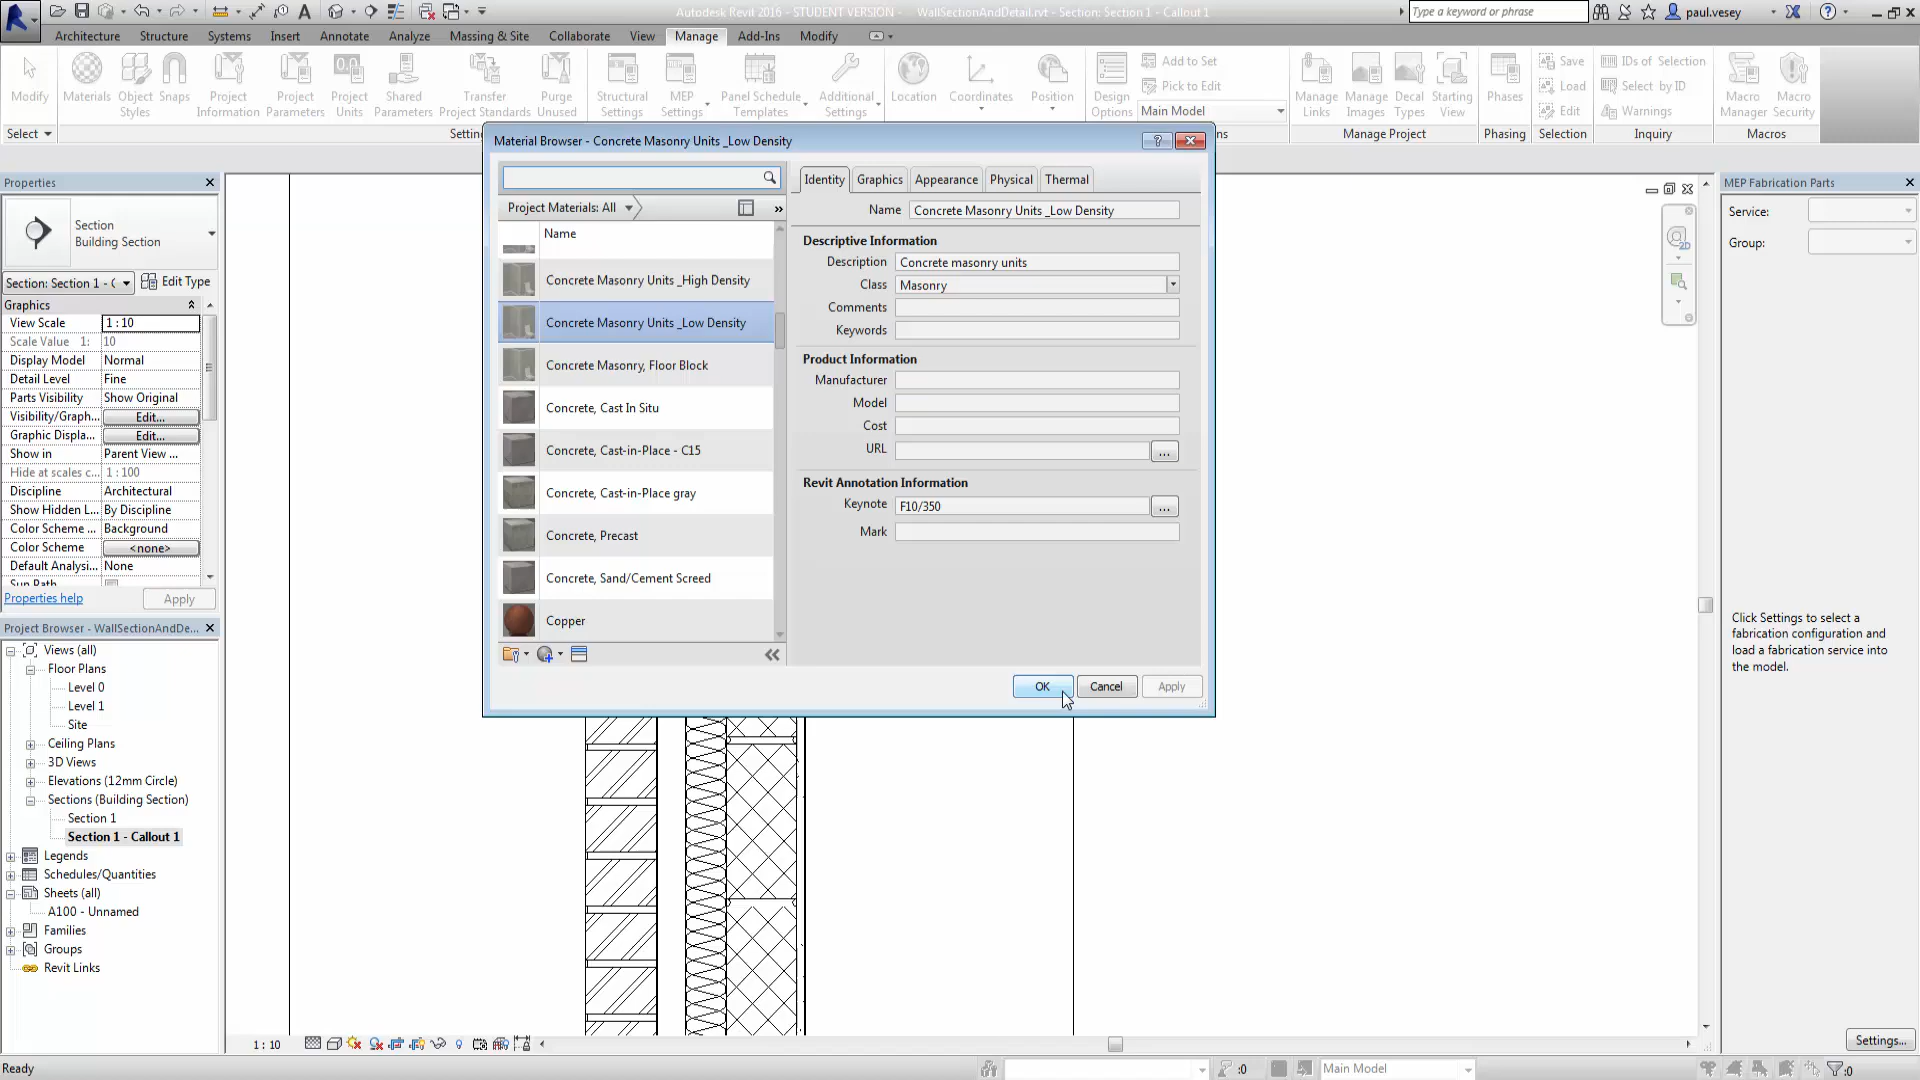 Autodesk Revit 2016 - STUDENT VERSION - WallSectionAndDetail.rvt - Section: Section 1 - Callout 1
Type a keyword or phrase
paul.vesey
Architecture Structure Systems Insert Annotate Analyze Massing & Site Collaborate View Manage Add-Ins Modify
Modify
Materials
Object Styles
Snaps
Project Information
Project Parameters
Project Units
Shared Parameters
Transfer Project Standards
Purge Unused
Structural Settings
MEP Settings
Panel Schedule Templates
Additional Settings
Location
Coordinates
Position
Design Options
Add to Set
Pick to Edit
Main Model
Manage Links
Manage Images
Decal Types
Starting View
Phases
Save
Load
Edit
IDs of Selection
Select by ID
Warnings
Macro Manager
Macro Security
Select
Manage Project
Phasing
Selection
Inquiry
Macros
Properties
Section
Building Section
Section: Section 1 - (
Edit Type
Graphics
View Scale 1 : 10
Scale Value 1: 10
Display Model Normal
Detail Level Fine
Parts Visibility Show Original
Visibility/Graph... Edit...
Graphic Displa... Edit...
Show in Parent View ...
Hide at scales c... 1 : 100
Discipline Architectural
Show Hidden L... By Discipline
Color Scheme ... Background
Color Scheme <none>
Default Analysi... None
Sun Path
Properties help
Apply
Project Browser - WallSectionAndDe...
Views (all)
Floor Plans
Level 0
Level 1
Site
Ceiling Plans
3D Views
Elevations (12mm Circle)
Sections (Building Section)
Section 1
Section 1 - Callout 1
Legends
Schedules/Quantities
Sheets (all)
A100 - Unnamed
Families
Groups
Revit Links
Material Browser - Concrete Masonry Units _Low Density
Project Materials: All
Name
Concrete Masonry Units _High Density
Concrete Masonry Units _Low Density
Concrete Masonry, Floor Block
Concrete, Cast In Situ
Concrete, Cast-in-Place - C15
Concrete, Cast-in-Place gray
Concrete, Precast
Concrete, Sand/Cement Screed
Copper
Identity Graphics Appearance Physical Thermal
Name Concrete Masonry Units _Low Density
Descriptive Information
Description Concrete masonry units
Class Masonry
Comments
Keywords
Product Information
Manufacturer
Model
Cost
URL ...
Revit Annotation Information
Keynote F10/350 ...
Mark
OK Cancel Apply
MEP Fabrication Parts
Service:
Group:
Click Settings to select a
fabrication configuration and
load a fabrication service into
the model.
Settings...
1 : 10
Ready
:0
Main Model
:0